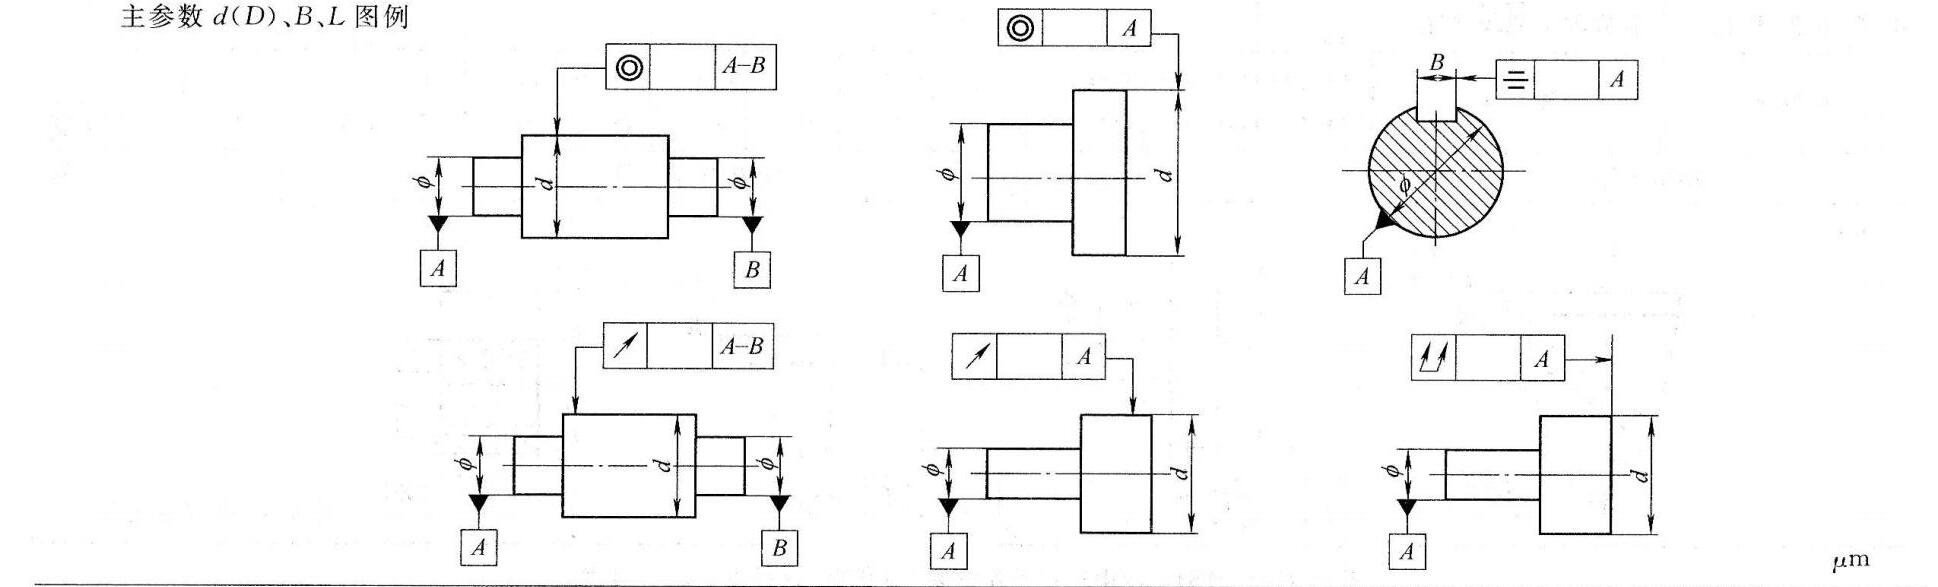 主参数 d(D)、B、L 图例
◎ A–B
φ d φ
A B
◎ A
φ d
A
B ⌯ A
φ
A
↗ A–B
φ d φ
A B
↗ A
φ d
A
⌰ A
φ d
A
μm